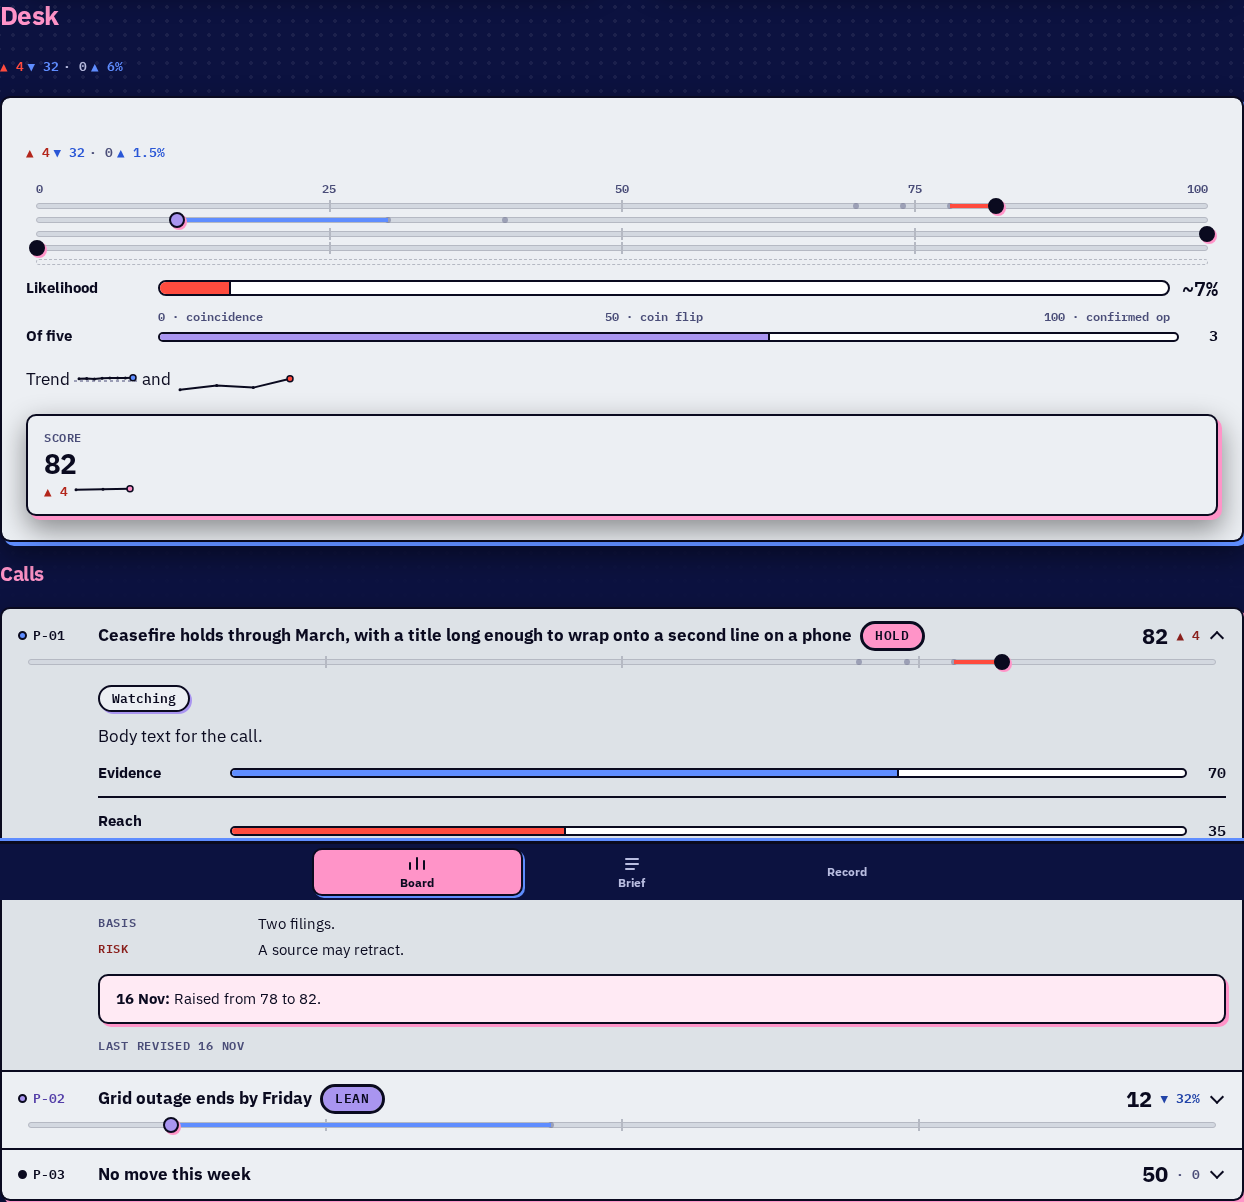 Desk
▲ 4 ▼ 32 · 0 ▲ 6%
▲ 4 ▼ 32 · 0 ▲ 1.5%
0 25 50 75 100
Likelihood ~7%
0 · coincidence 50 · coin flip 100 · confirmed op
Of five 3
Trend and
SCORE
82
▲ 4
Calls
P-01 Ceasefire holds through March, with a title long enough to wrap onto a second line on a phone HOLD 82 ▲ 4
Watching
Body text for the call.
Evidence 70
Reach 35
Board Brief Record
BASIS Two filings.
RISK A source may retract.
16 Nov: Raised from 78 to 82.
LAST REVISED 16 NOV
P-02 Grid outage ends by Friday LEAN 12 ▼ 32%
P-03 No move this week 50 · 0